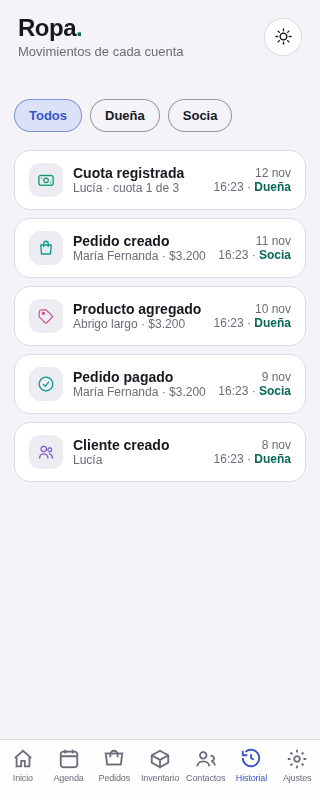 Ropa.
Movimientos de cada cuenta
Todos
Dueña
Socia
Cuota registrada
Lucía · cuota 1 de 3
12 nov
16:23 · Dueña
Pedido creado
María Fernanda · $3.200
11 nov
16:23 · Socia
Producto agregado
Abrigo largo · $3.200
10 nov
16:23 · Dueña
Pedido pagado
María Fernanda · $3.200
9 nov
16:23 · Socia
Cliente creado
Lucía
8 nov
16:23 · Dueña
Inicio
Agenda
Pedidos
Inventario
Contactos
Historial
Ajustes